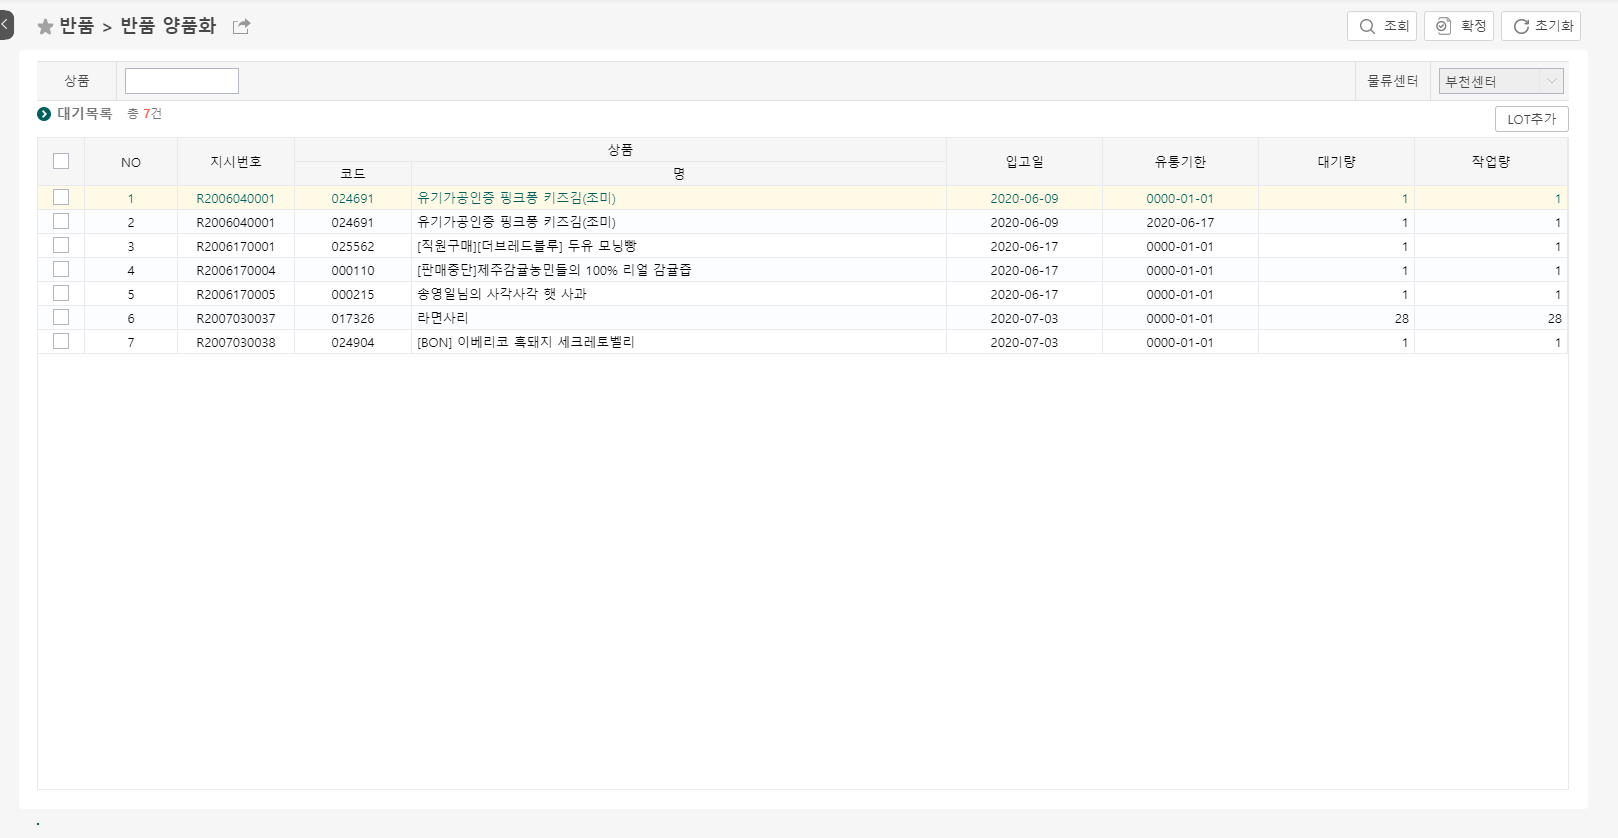 반품 > 반품 양품화
조회 확정 초기화
상품 물류센터 부천센터
대기목록 총 7건
LOT추가
NO 지시번호 상품 입고일 유통기한 대기량 작업량
코드 명
1 R2006040001 024691 유기가공인증 핑크퐁 키즈김(조미) 2020-06-09 0000-01-01 1 1
2 R2006040001 024691 유기가공인증 핑크퐁 키즈김(조미) 2020-06-09 2020-06-17 1 1
3 R2006170001 025562 [직원구매][더브레드블루] 두유 모닝빵 2020-06-17 0000-01-01 1 1
4 R2006170004 000110 [판매중단]제주감귤농민들의 100% 리얼 감귤즙 2020-06-17 0000-01-01 1 1
5 R2006170005 000215 송영일님의 사각사각 햇 사과 2020-06-17 0000-01-01 1 1
6 R2007030037 017326 라면사리 2020-07-03 0000-01-01 28 28
7 R2007030038 024904 [BON] 이베리코 흑돼지 세크레토벨리 2020-07-03 0000-01-01 1 1